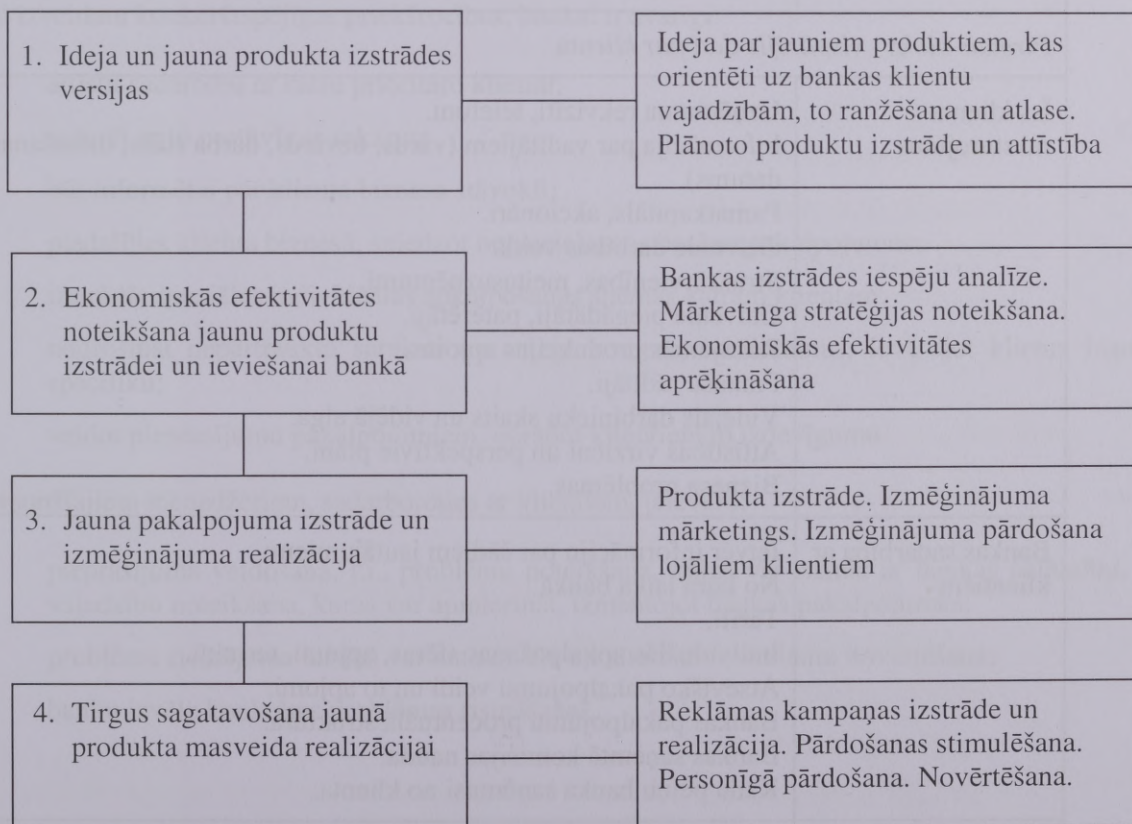 1. Ideja un jauna produkta izstrādes
versijas
Ideja par jauniem produktiem, kas
orientēti uz bankas klientu
vajadzībām, to ranžēšana un atlase.
Plānoto produktu izstrāde un attīstība
2. Ekonomiskās efektivitātes
noteikšana jaunu produktu
izstrādei un ieviešanai bankā
Bankas izstrādes iespēju analīze.
Mārketinga stratēģijas noteikšana.
Ekonomiskās efektivitātes
aprēķināšana
3. Jauna pakalpojuma izstrāde un
izmēģinājuma realizācija
Produkta izstrāde. Izmēģinājuma
mārketings. Izmēģinājuma pārdošana
lojāliem klientiem
4. Tirgus sagatavošana jaunā
produkta masveida realizācijai
Reklāmas kampaņas izstrāde un
realizācija. Pārdošanas stimulēšana.
Personīgā pārdošana. Novērtēšana.